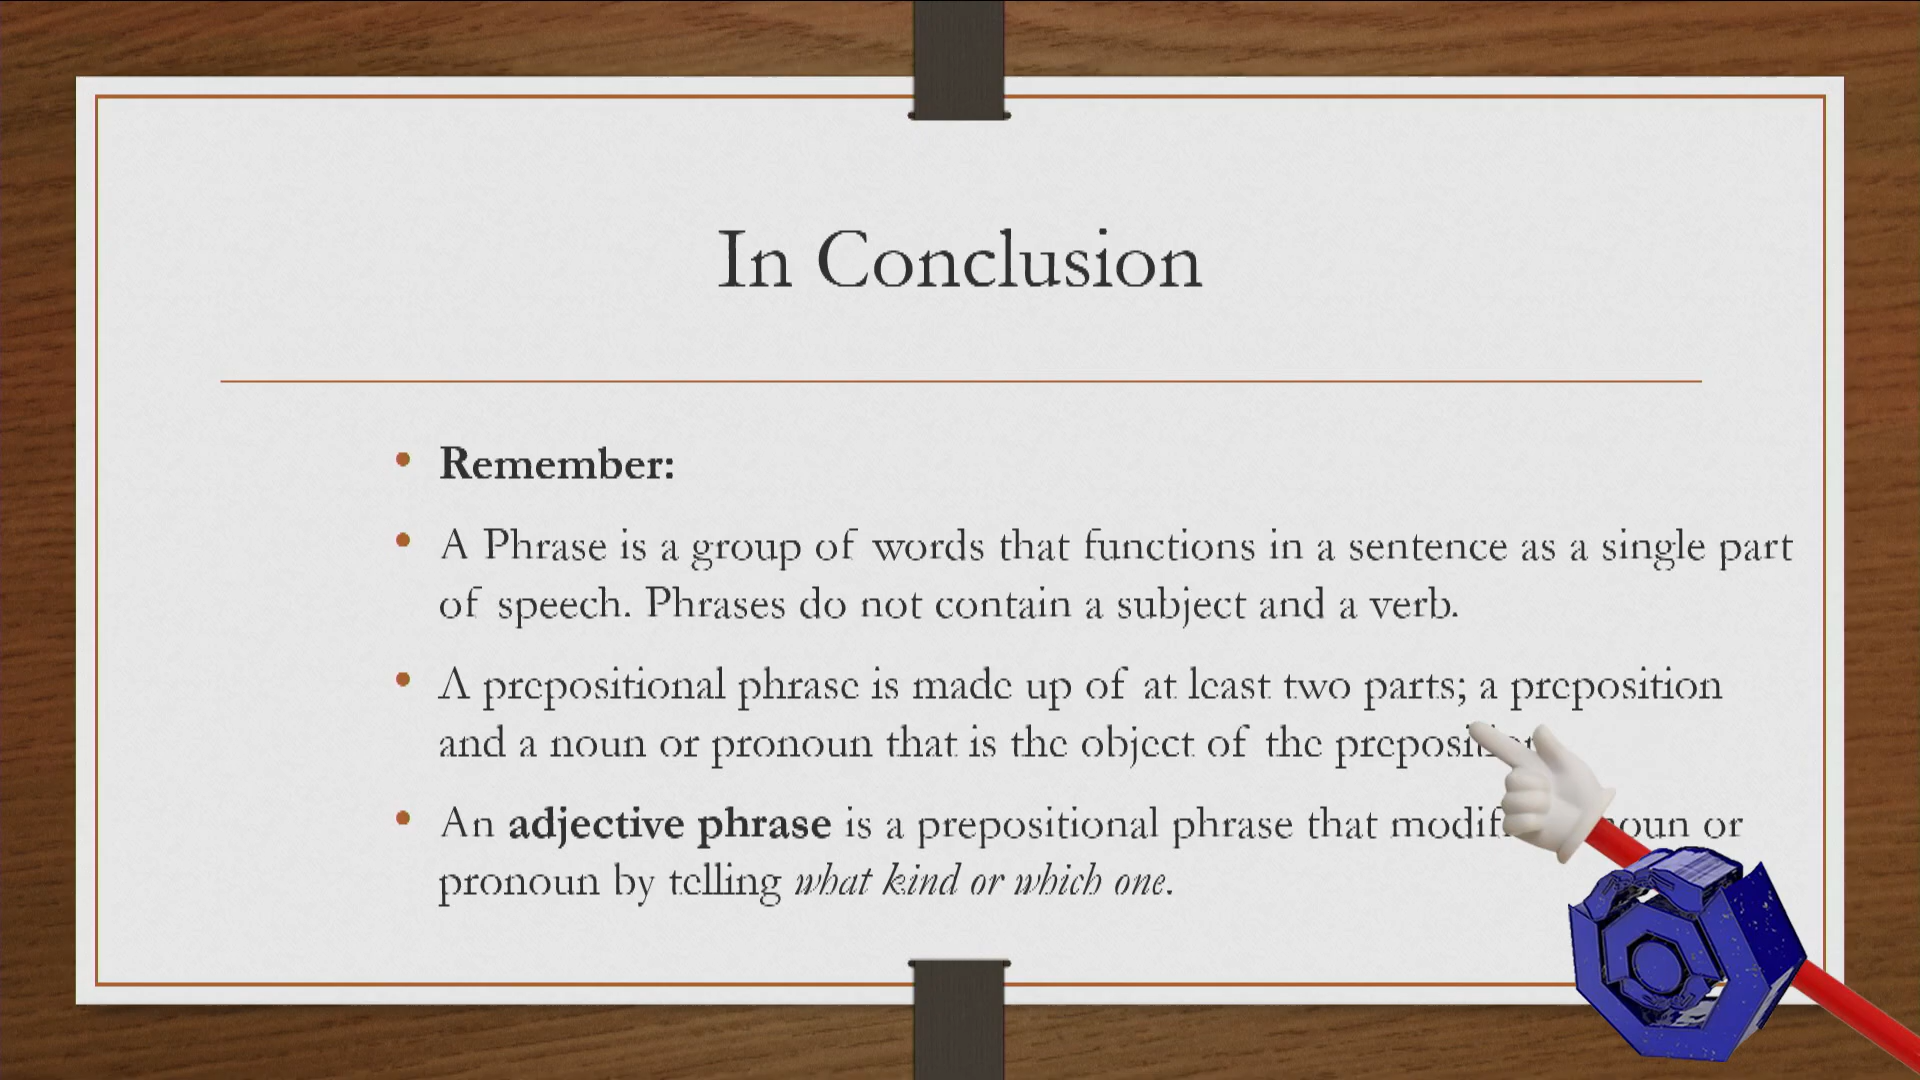 In Conclusion
• Remember:
• A Phrase is a group of words that functions in a sentence as a single part
of speech. Phrases do not contain a subject and a verb.
• A prepositional phrase is made up of at least two parts; a preposition
and a noun or pronoun that is the object of the
• An adjective phrase is a prepositional phrase that noun or
pronoun by telling what kind or which one.